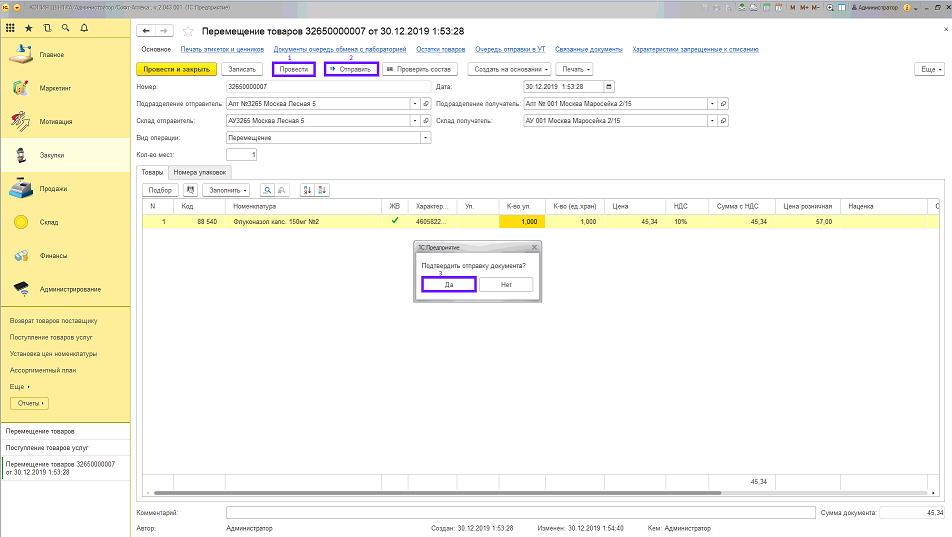 КОПИЯ ЦЕНТРА/Администратор/Софт-Аптека, v.2.043.001 (1С:Предприятие)
M M+ M- Администратор
Главное
Маркетинг
Мотивация
Закупки
Продажи
Склад
Финансы
Администрирование
Возврат товаров поставщику
Поступление товаров услуг
Установка цен номенклатуры
Ассортиментный план
Еще
Отчеты
Перемещение товаров
Поступление товаров услуг
Перемещение товаров 32650000007
от 30.12.2019 1:53:28
Перемещение товаров 32650000007 от 30.12.2019 1:53:28
Основное Печать этикеток и ценников Документы очередь обмена с лабораторией Остатки товаров Очередь отправки в УТ Связанные документы Характеристики запрещенные к списанию
1 2
Провести и закрыть Записать Провести Отправить Проверить состав Создать на основании Печать Еще
Номер: 32650000007 Дата: 30.12.2019 1:53:28
Подразделение отправитель: Апт №3265 Москва Лесная 5 Подразделение получатель: Апт № 001 Москва Маросейка 2/15
Склад отправитель: АУ3265 Москва Лесная 5 Склад получатель: АУ 001 Москва Маросейка 2/15
Вид операции: Перемещение
Кол-во мест: 1
Товары Номера упаковок
Подбор Заполнить
N Код Номенклатура ЖВ Характер... Уп. К-во уп. К-во (ед.хран) Цена НДС Сумма с НДС Цена розничная Наценка С
1 88 540 Флуконазол капс. 150мг №2 4605822... 1,000 1,000 45,34 10% 45,34 57,00
1С:Предприятие
Подтвердить отправку документа?
3
Да Нет
45,34
Комментарий: Сумма документа: 45,34
Автор: Администратор Создан: 30.12.2019 1:53:28 Изменен: 30.12.2019 1:54:40 Кем: Администратор